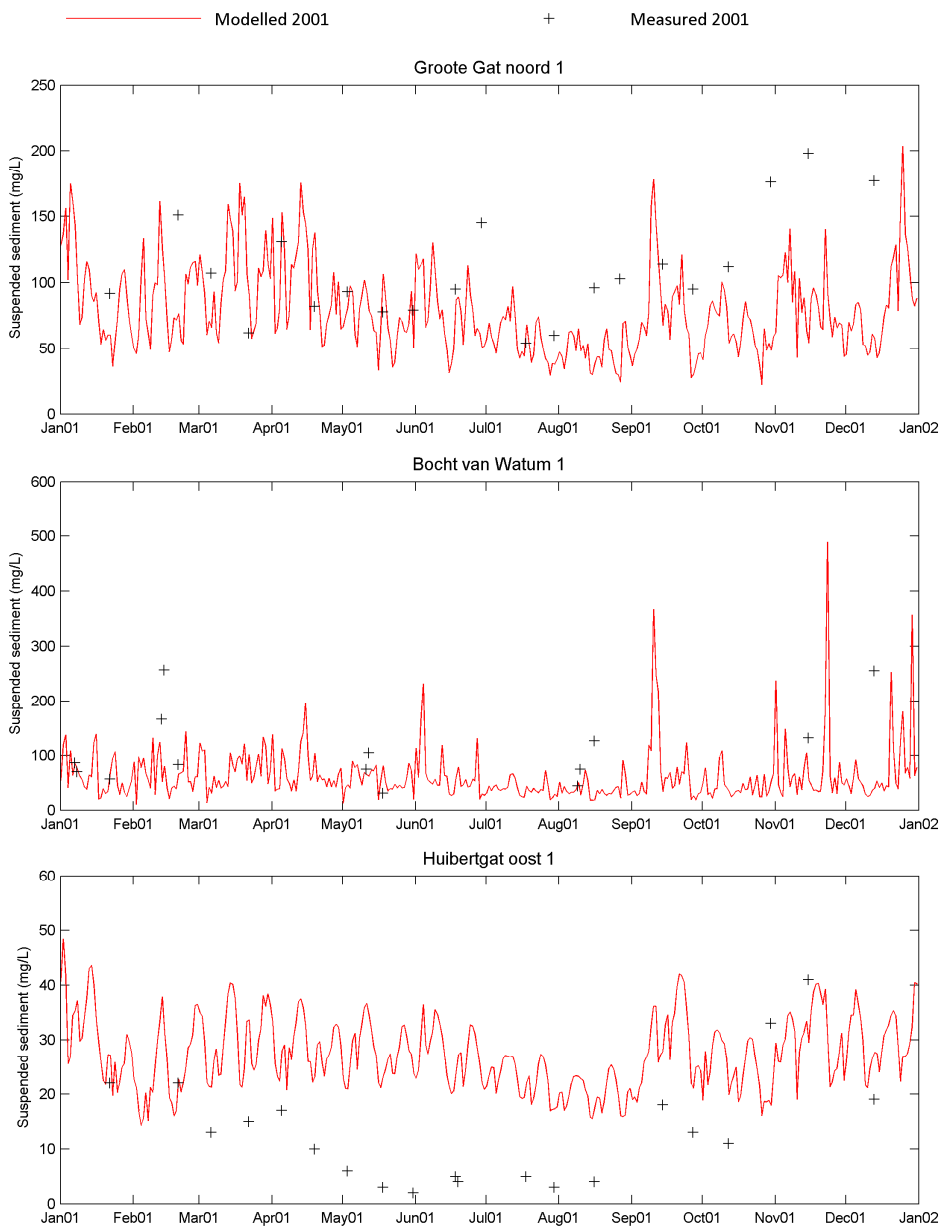 Modelled 2001
Measured 2001
Groote Gat noord 1
Suspended sediment (mg/L)
250
200
150
100
50
0
Jan01 Feb01 Mar01 Apr01 May01 Jun01 Jul01 Aug01 Sep01 Oct01 Nov01 Dec01 Jan02
Bocht van Watum 1
Suspended sediment (mg/L)
600
500
400
300
200
100
0
Jan01 Feb01 Mar01 Apr01 May01 Jun01 Jul01 Aug01 Sep01 Oct01 Nov01 Dec01 Jan02
Huibertgat oost 1
Suspended sediment (mg/L)
60
50
40
30
20
10
0
Jan01 Feb01 Mar01 Apr01 May01 Jun01 Jul01 Aug01 Sep01 Oct01 Nov01 Dec01 Jan02